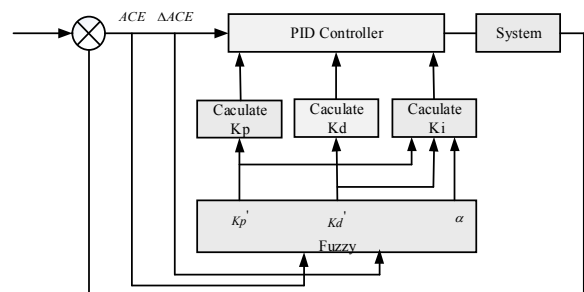 ACE ΔACE
PID Controller
System
Caculate
Kp
Caculate
Kd
Caculate
Ki
Kp'
Kd'
α
Fuzzy